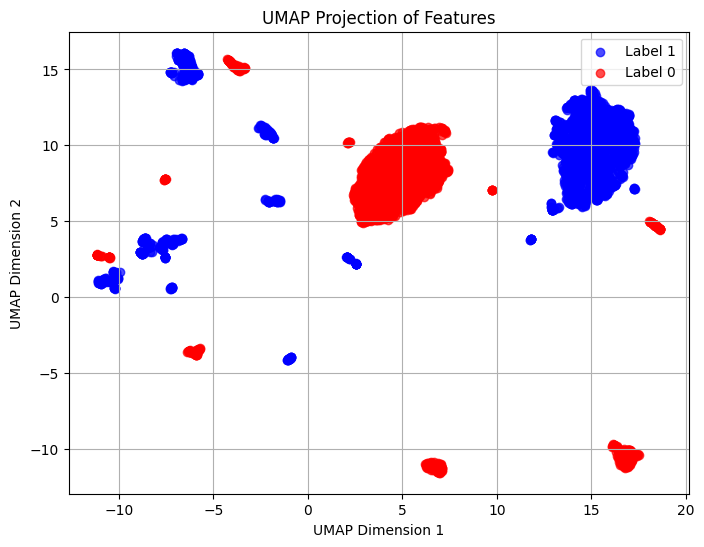 UMAP Projection of Features
Label 1
Label 0
UMAP Dimension 2
15
10
5
0
−5
−10
−10
−5
0
5
10
15
20
UMAP Dimension 1